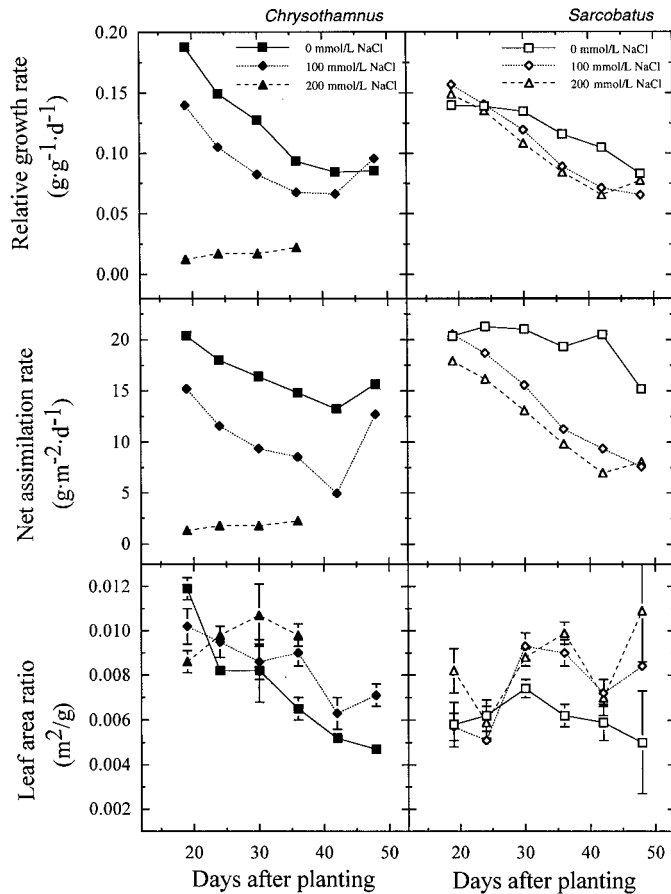 Chrysothamnus
Sarcobatus
0 mmol/L NaCl
100 mmol/L NaCl
200 mmol/L NaCl
0 mmol/L NaCl
100 mmol/L NaCl
200 mmol/L NaCl
Relative growth rate
(g·g⁻¹·d⁻¹)
0.20
0.15
0.10
0.05
0.00
Net assimilation rate
(g·m⁻²·d⁻¹)
20
15
10
5
0
Leaf area ratio
(m²/g)
0.012
0.010
0.008
0.006
0.004
0.002
20 30 40 50
20 30 40 50
Days after planting
Days after planting